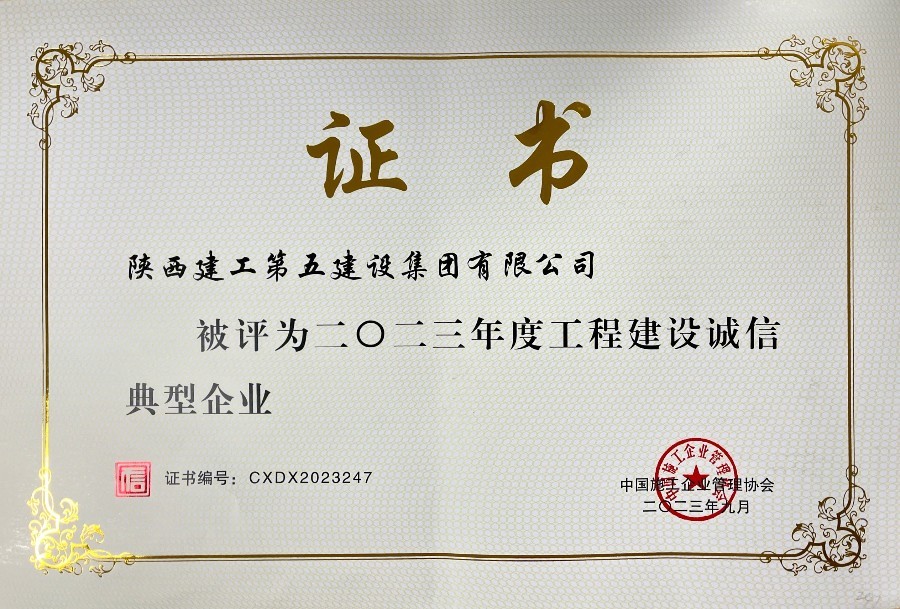 证书
陕西建工第五建设集团有限公司
被评为二〇二三年度工程建设诚信
典型企业
信
证书编号：CXDX2023247
中国施工企业管理协会
二〇二三年九月